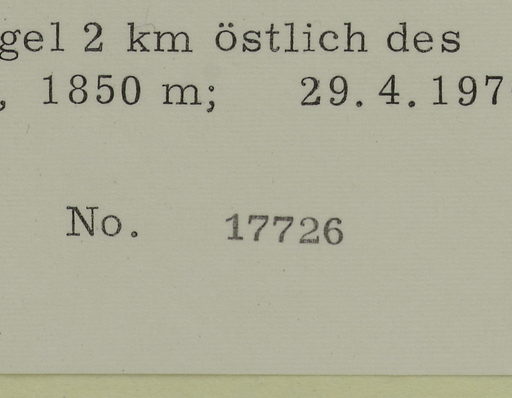 gel 2 km östlich des
, 1850 m; 29.4.197
No. 17726